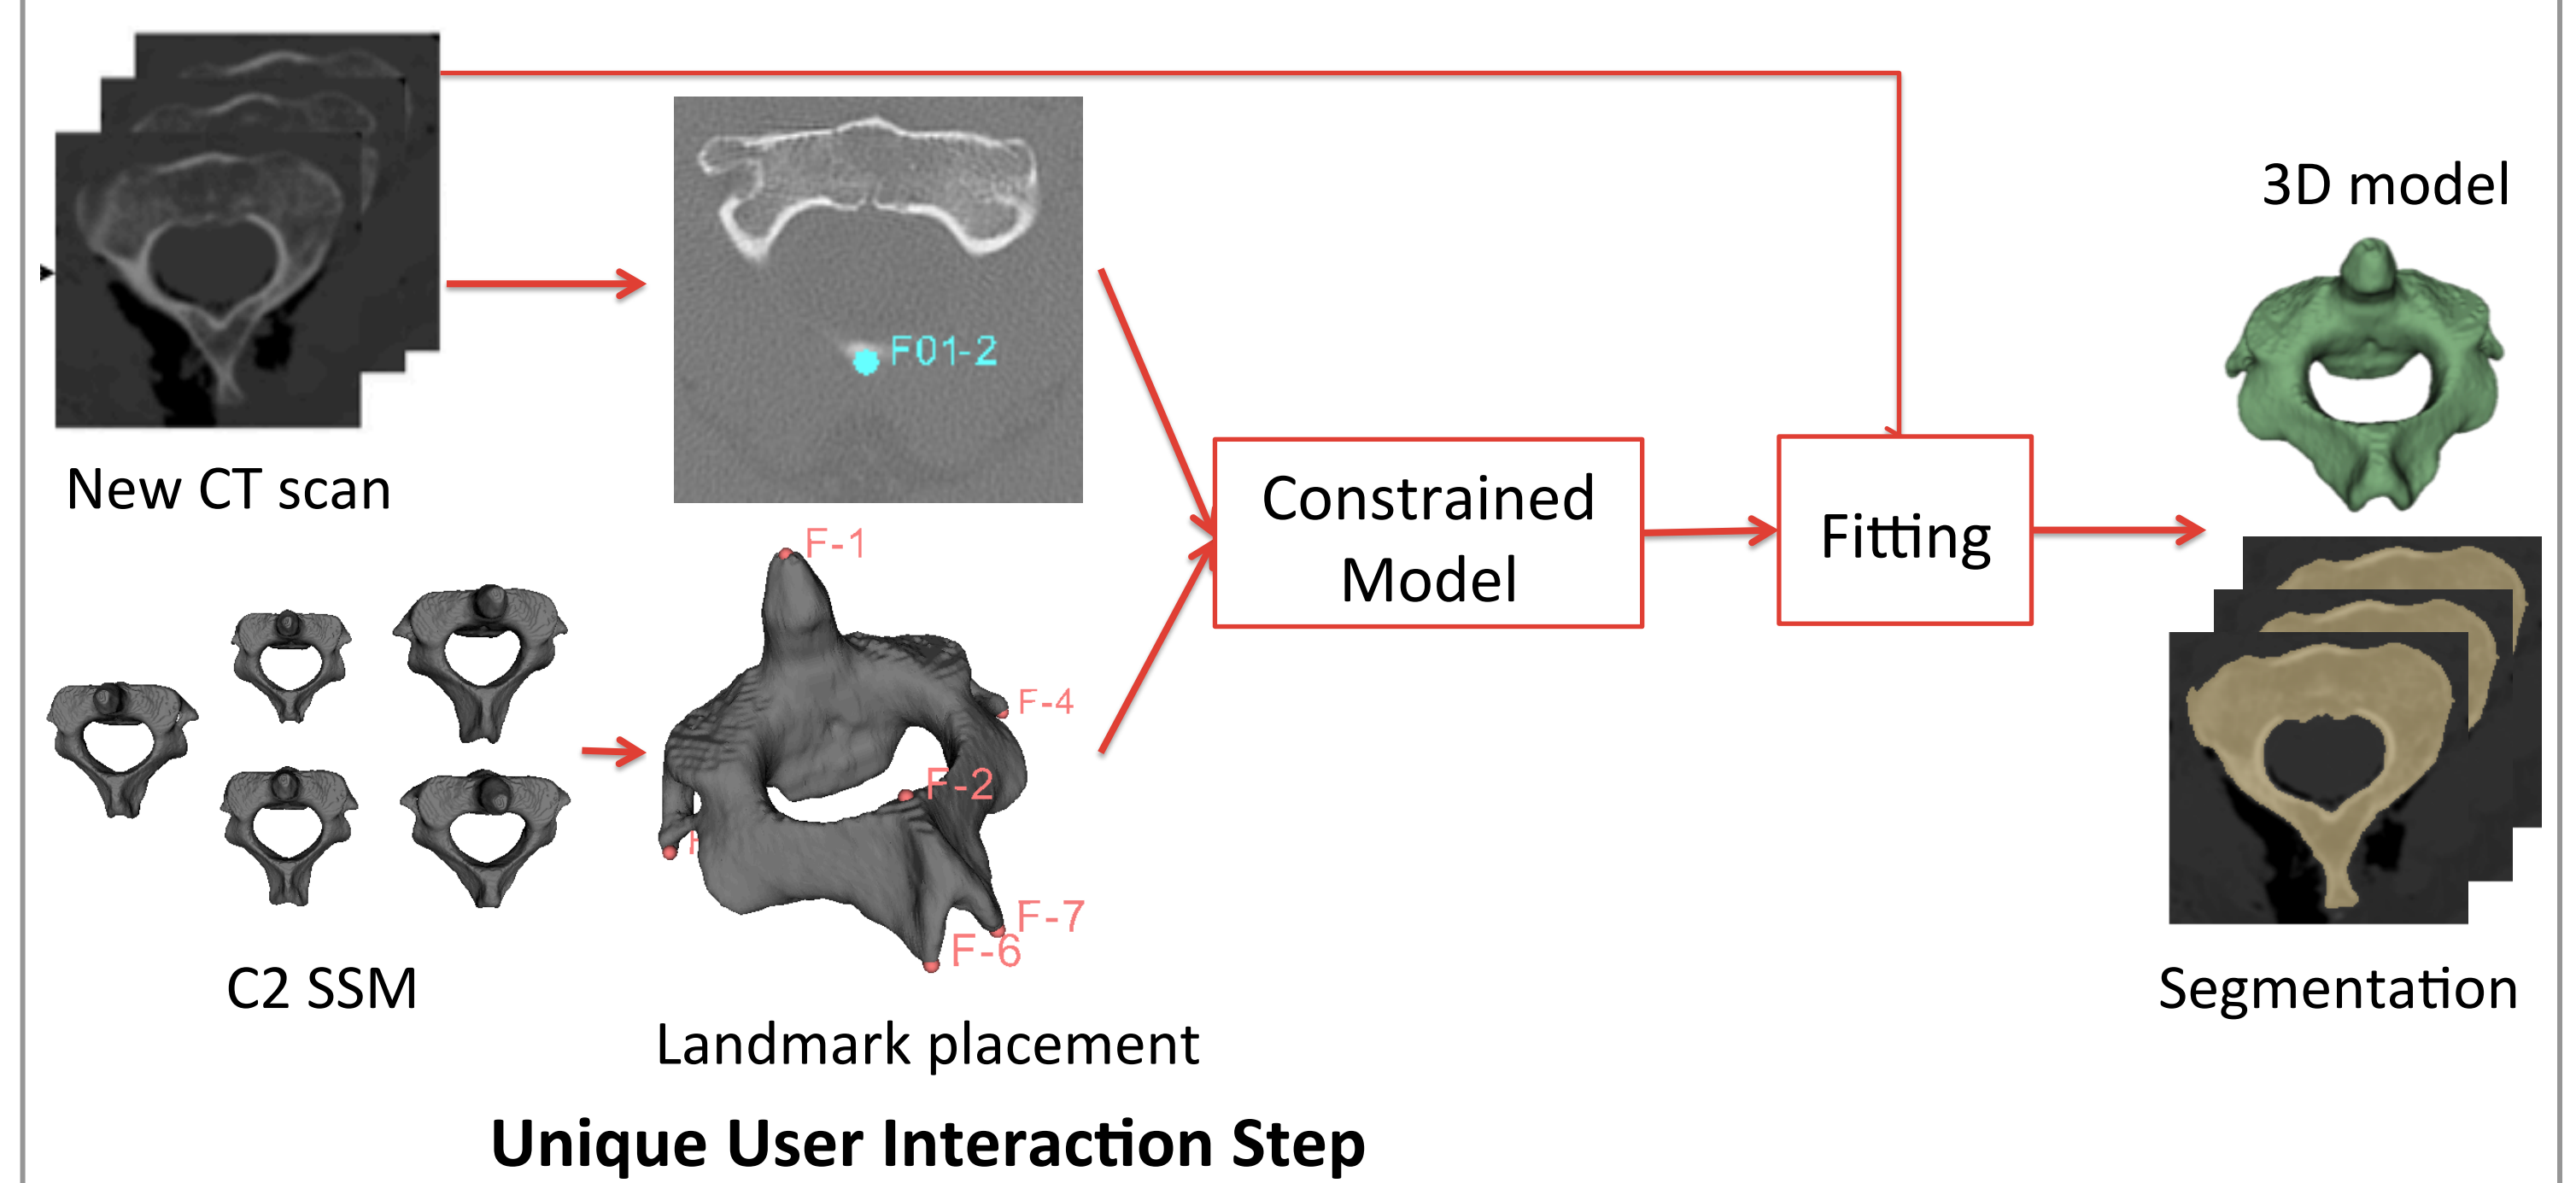 3D model
F01-2
New CT scan
Constrained
Model
Fitting
F-1
F-4
F-2
F-7
F-6
C2 SSM
Segmentation
Landmark placement
Unique User Interaction Step